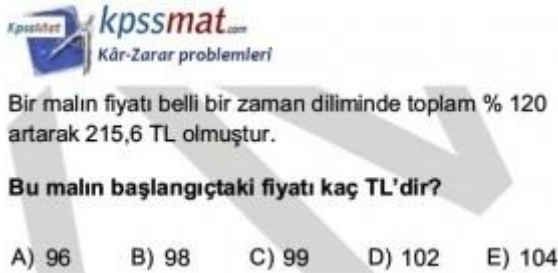 KpssMat
kpssmat.com
Kâr-Zarar problemleri
Bir malın fiyatı belli bir zaman diliminde toplam % 120
artarak 215,6 TL olmuştur.
Bu malın başlangıçtaki fiyatı kaç TL'dir?
A) 96 B) 98 C) 99 D) 102 E) 104